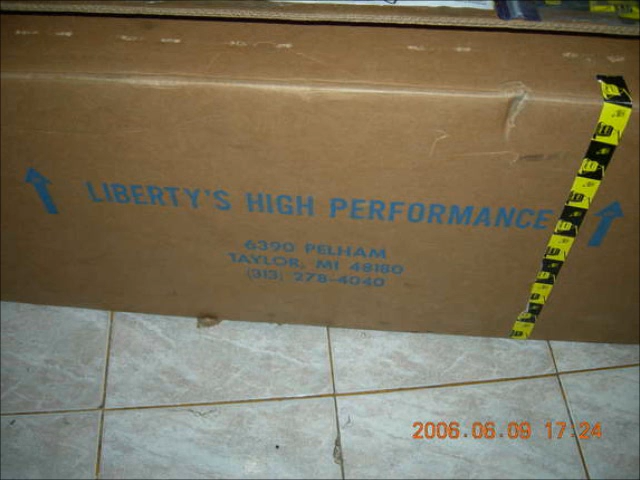 LIBERTY'S HIGH PERFORMANCE
6390 PELHAM
TAYLOR, MI 48180
(313) 278-4040
2006.06.09 17:24